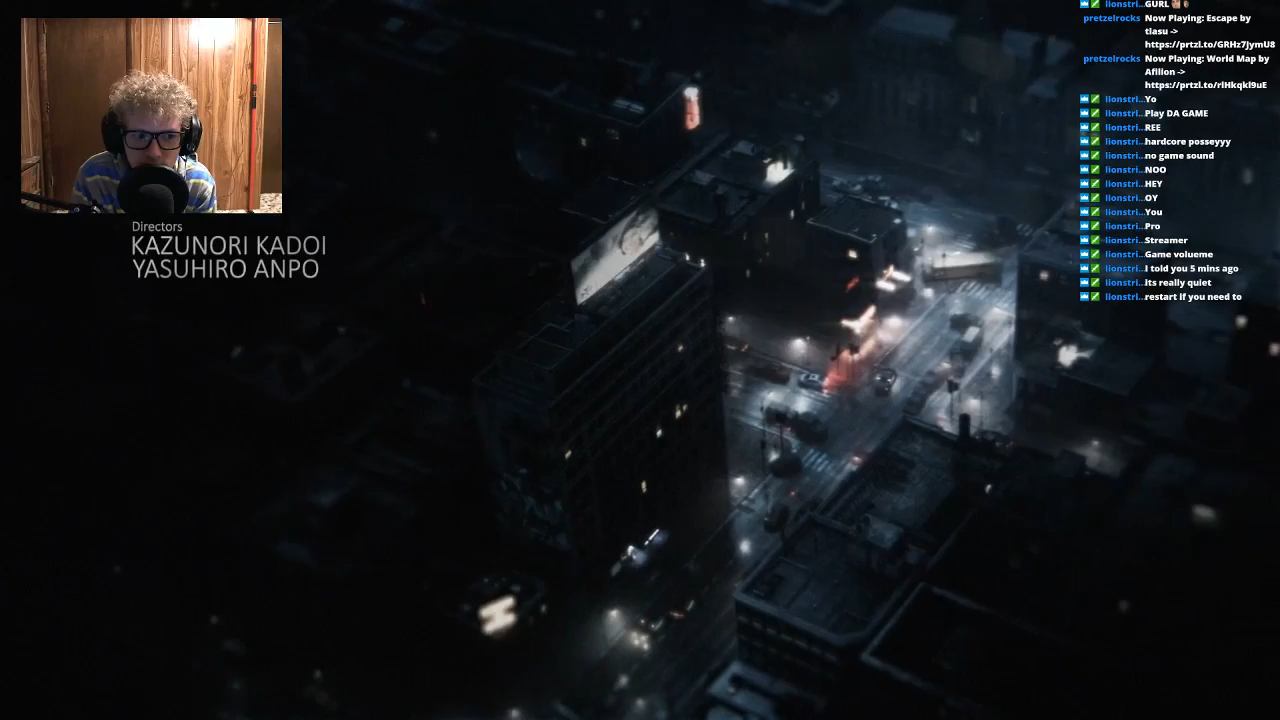 Directors
KAZUNORI KADOI
YASUHIRO ANPO
lionstri...GURL
pretzelrocks Now Playing: Escape by
tiasu ->
https://prtzl.to/GRHz7JymU8
pretzelrocks Now Playing: World Map by
Afilion ->
https://prtzl.to/rlHkqkl9uE
lionstri...Yo
lionstri...Play DA GAME
lionstri...REE
lionstri...hardcore posseyyy
lionstri...no game sound
lionstri...NOO
lionstri...HEY
lionstri...OY
lionstri...You
lionstri...Pro
lionstri...Streamer
lionstri...Game volueme
lionstri...I told you 5 mins ago
lionstri...Its really quiet
lionstri...restart if you need to